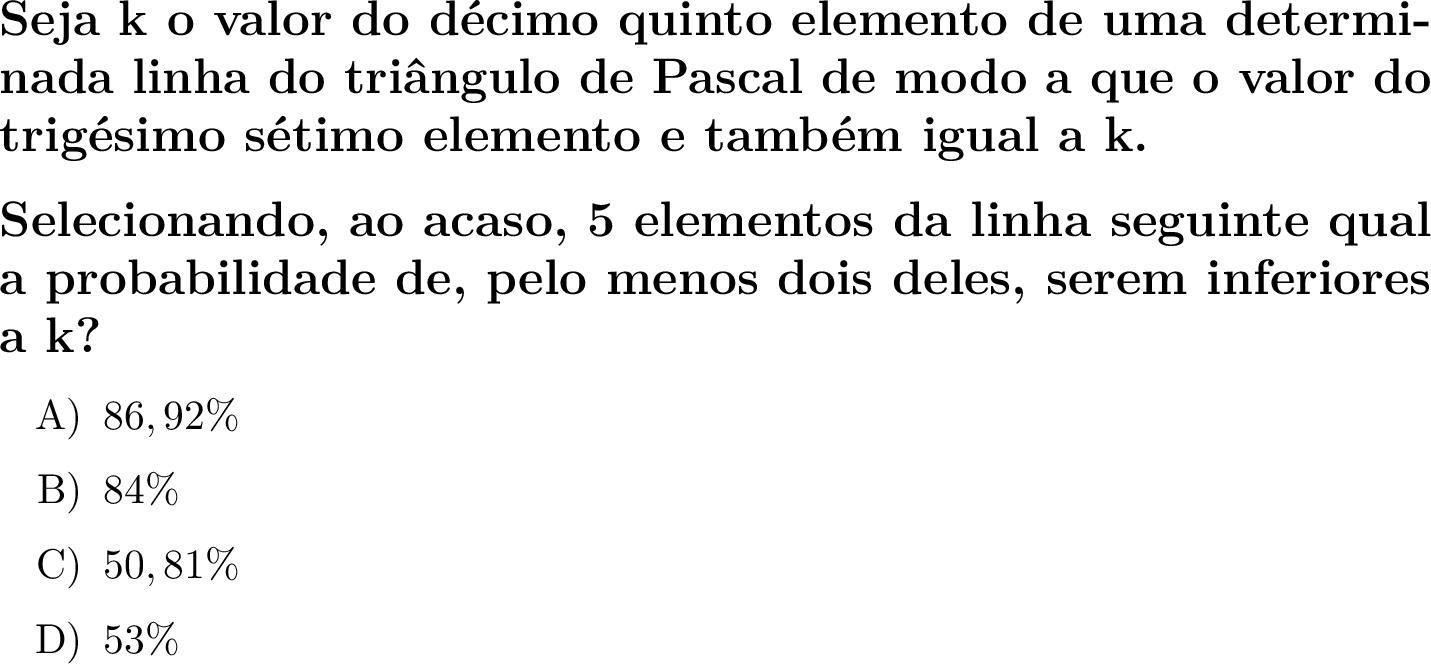 Seja k o valor do décimo quinto elemento de uma determi-
nada linha do triângulo de Pascal de modo a que o valor do
trigésimo sétimo elemento e também igual a k.
Selecionando, ao acaso, 5 elementos da linha seguinte qual
a probabilidade de, pelo menos dois deles, serem inferiores
a k?
A) 86,92%
B) 84%
C) 50,81%
D) 53%